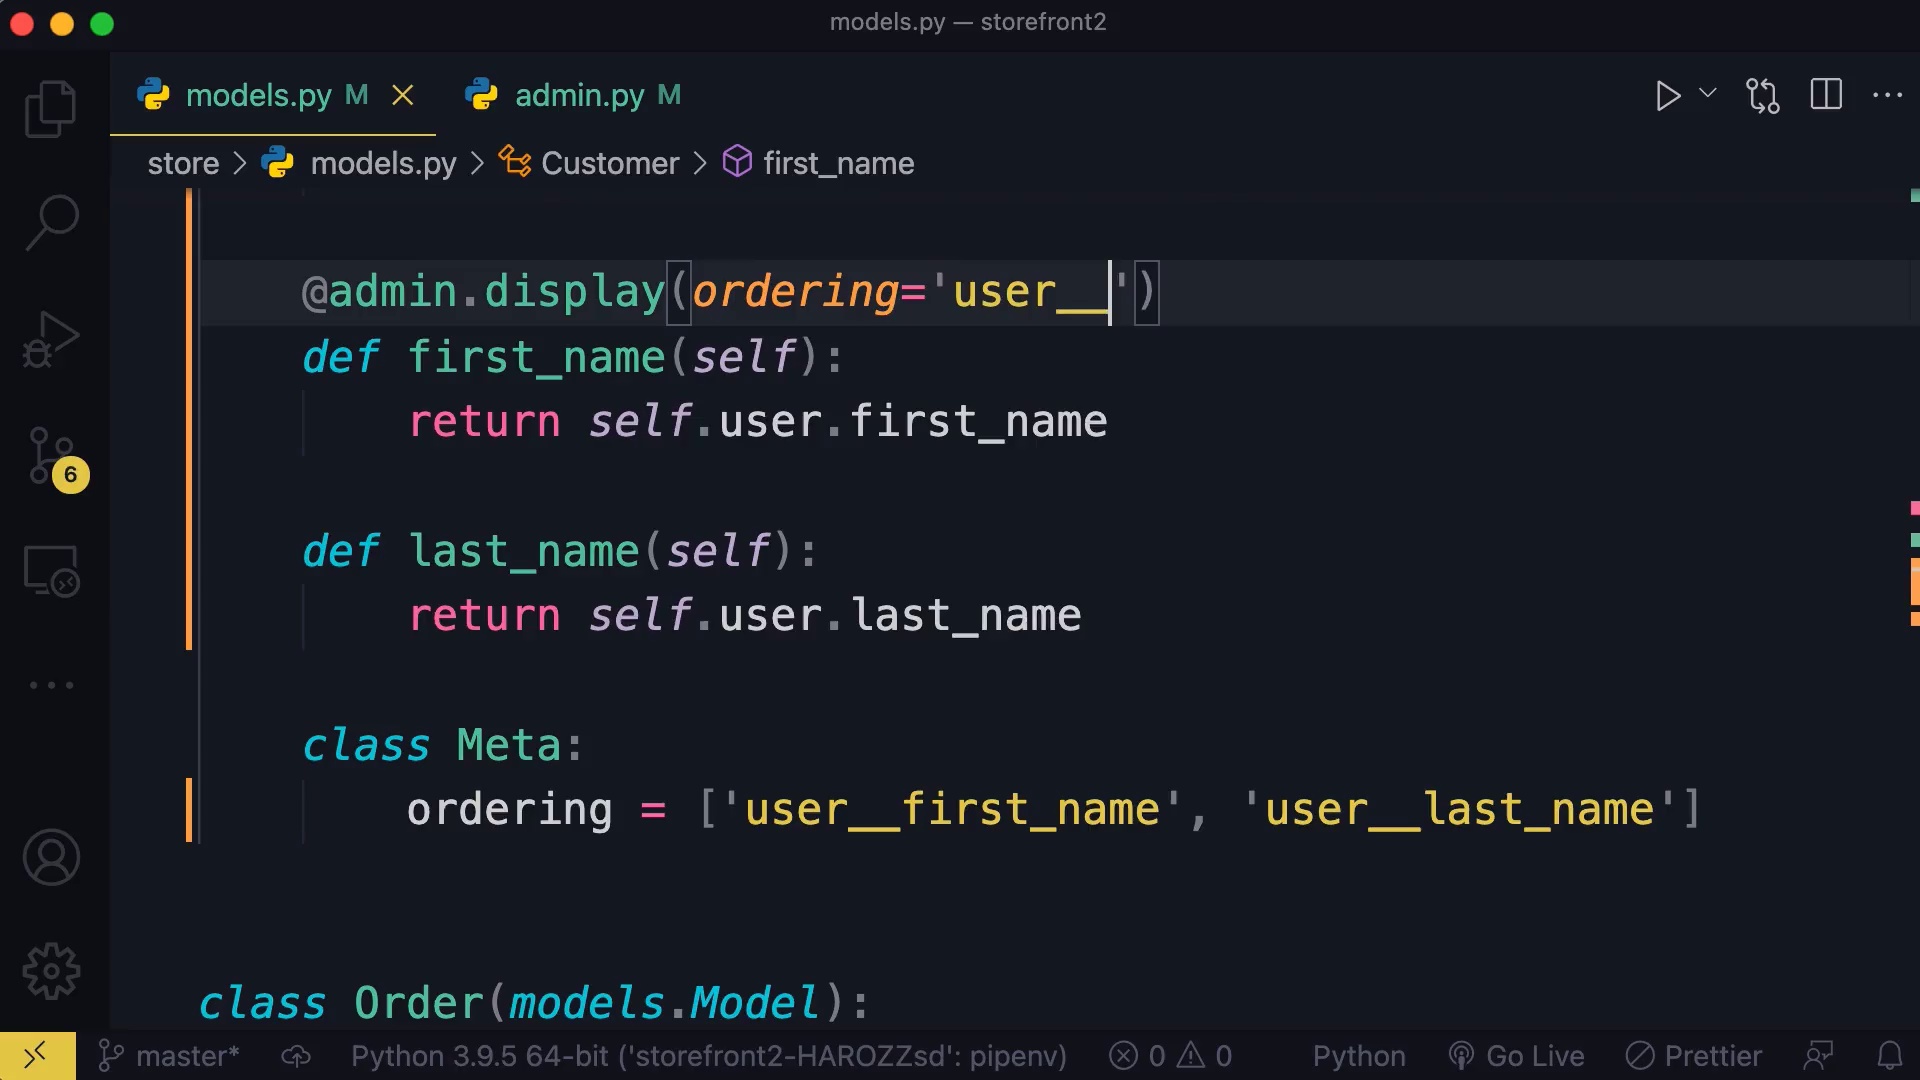 models.py — storefront2
models.py M admin.py M
store > models.py > Customer > first_name
@admin.display(ordering='user__')
def first_name(self):
return self.user.first_name
def last_name(self):
return self.user.last_name
class Meta:
ordering = ['user__first_name', 'user__last_name']
class Order(models.Model):
6
master* Python 3.9.5 64-bit ('storefront2-HAROZZsd': pipenv) 0 0 Python Go Live Prettier